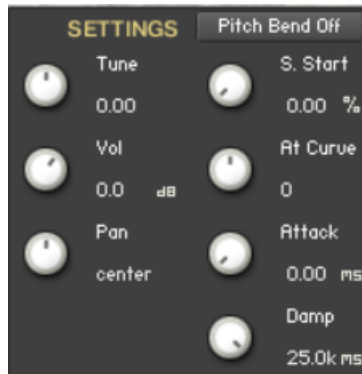 SETTINGS Pitch Bend Off
Tune S. Start
0.00 0.00 %
Vol At Curve
0.0 dB 0
Pan Attack
center 0.00 ms
Damp
25.0k ms